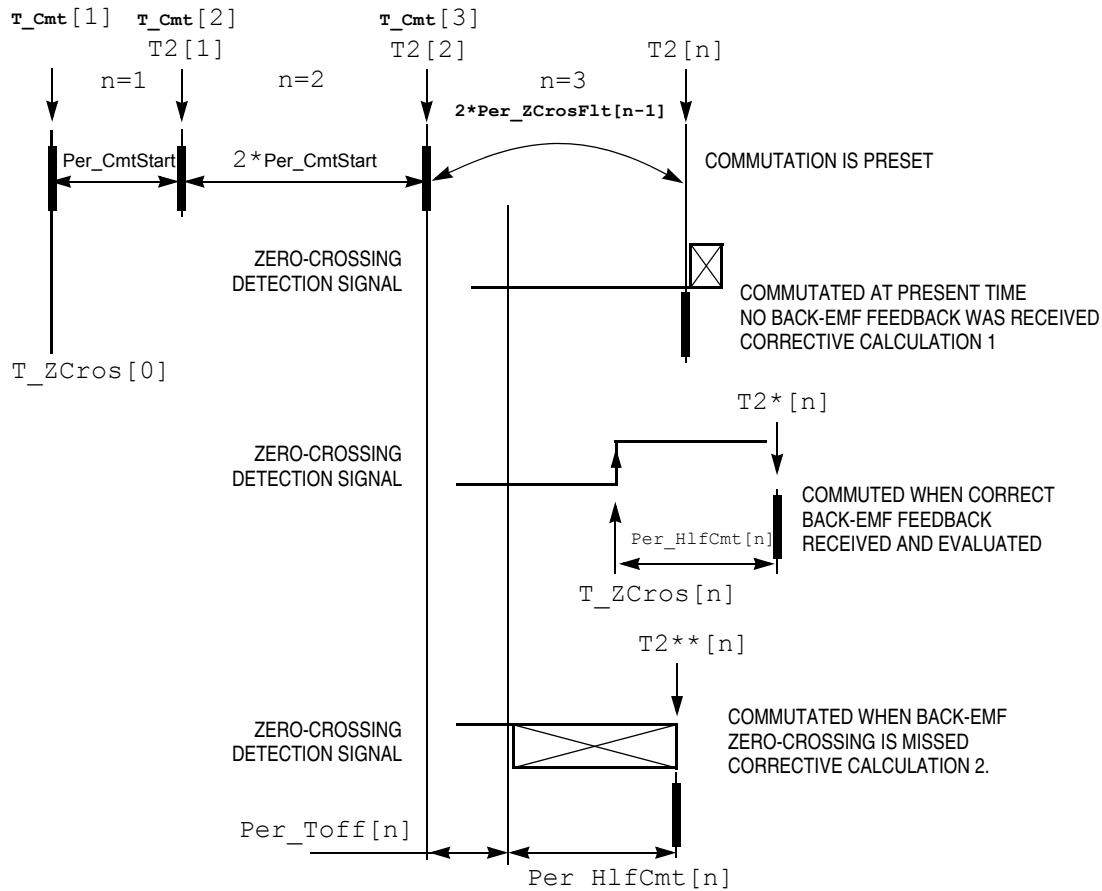 T_Cmt[1] T_Cmt[2] T_Cmt[3]
T2[1] T2[2] T2[n]
n=1 n=2 n=3
2*Per_ZCrosFlt[n-1]
Per_CmtStart 2*Per_CmtStart
COMMUTATION IS PRESET
ZERO-CROSSING
DETECTION SIGNAL
COMMUTATED AT PRESENT TIME
NO BACK-EMF FEEDBACK WAS RECEIVED
CORRECTIVE CALCULATION 1
T_ZCros[0]
T2*[n]
ZERO-CROSSING
DETECTION SIGNAL
COMMUTED WHEN CORRECT
BACK-EMF FEEDBACK
RECEIVED AND EVALUATED
Per_HlfCmt[n]
T_ZCros[n]
T2**[n]
ZERO-CROSSING
DETECTION SIGNAL
COMMUTATED WHEN BACK-EMF
ZERO-CROSSING IS MISSED
CORRECTIVE CALCULATION 2.
Per_Toff[n]
Per HlfCmt[n]